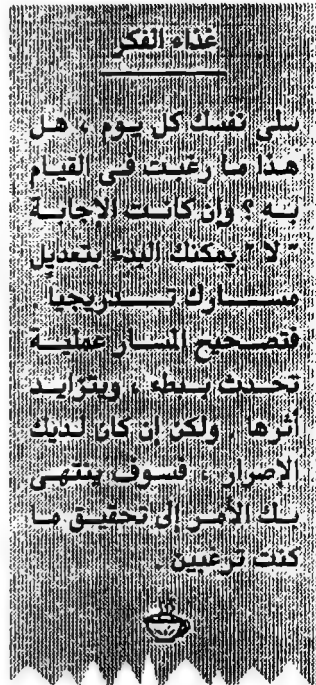 غذاء الفكر
سلي نفسك كل يوم ، هل
هذا ما رغبت في القيام
به ؟ وإن كانت الإجابة
" لا " يمكنك البدء بتعديل
مسارك تدريجياً .
فتصحيح المسار عملية
تحدث ببطء ، ويتزايد
أثرها . ولكن إن كان لديك
الإصرار ، فسوف ينتهي
بك الأمر إلى تحقيق ما
كنت ترغبين .